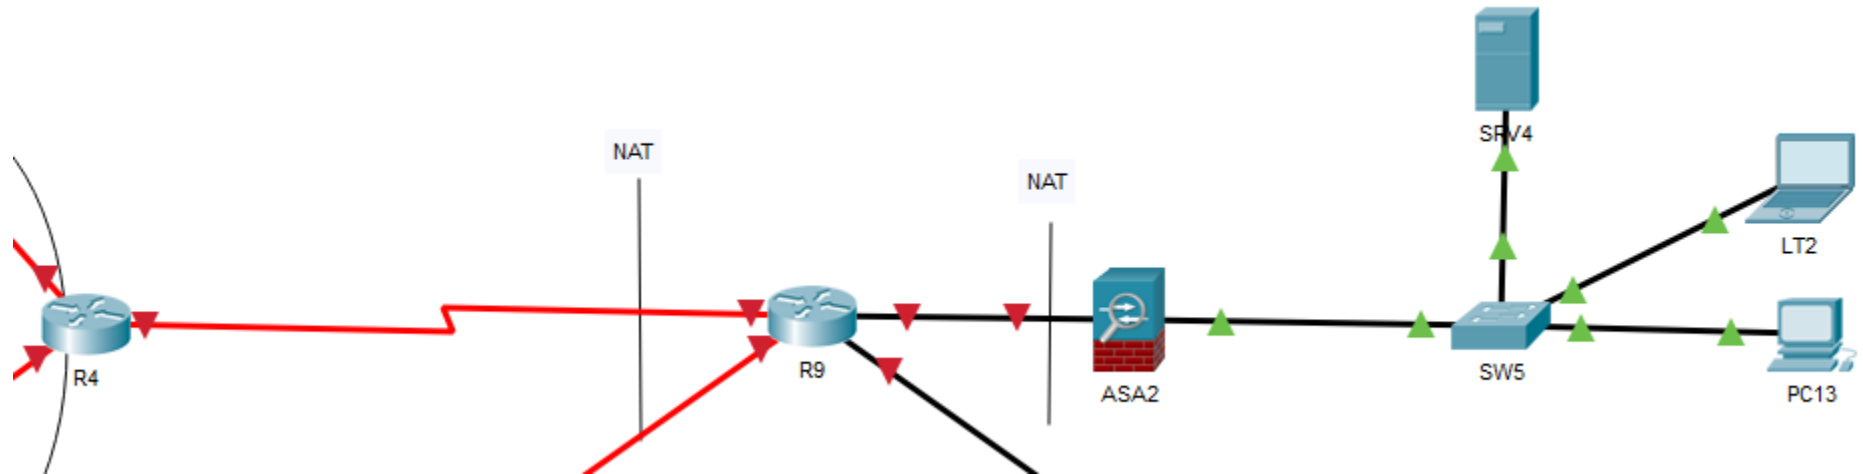 SRV4
NAT
NAT
LT2
R4
R9
ASA2
SW5
PC13